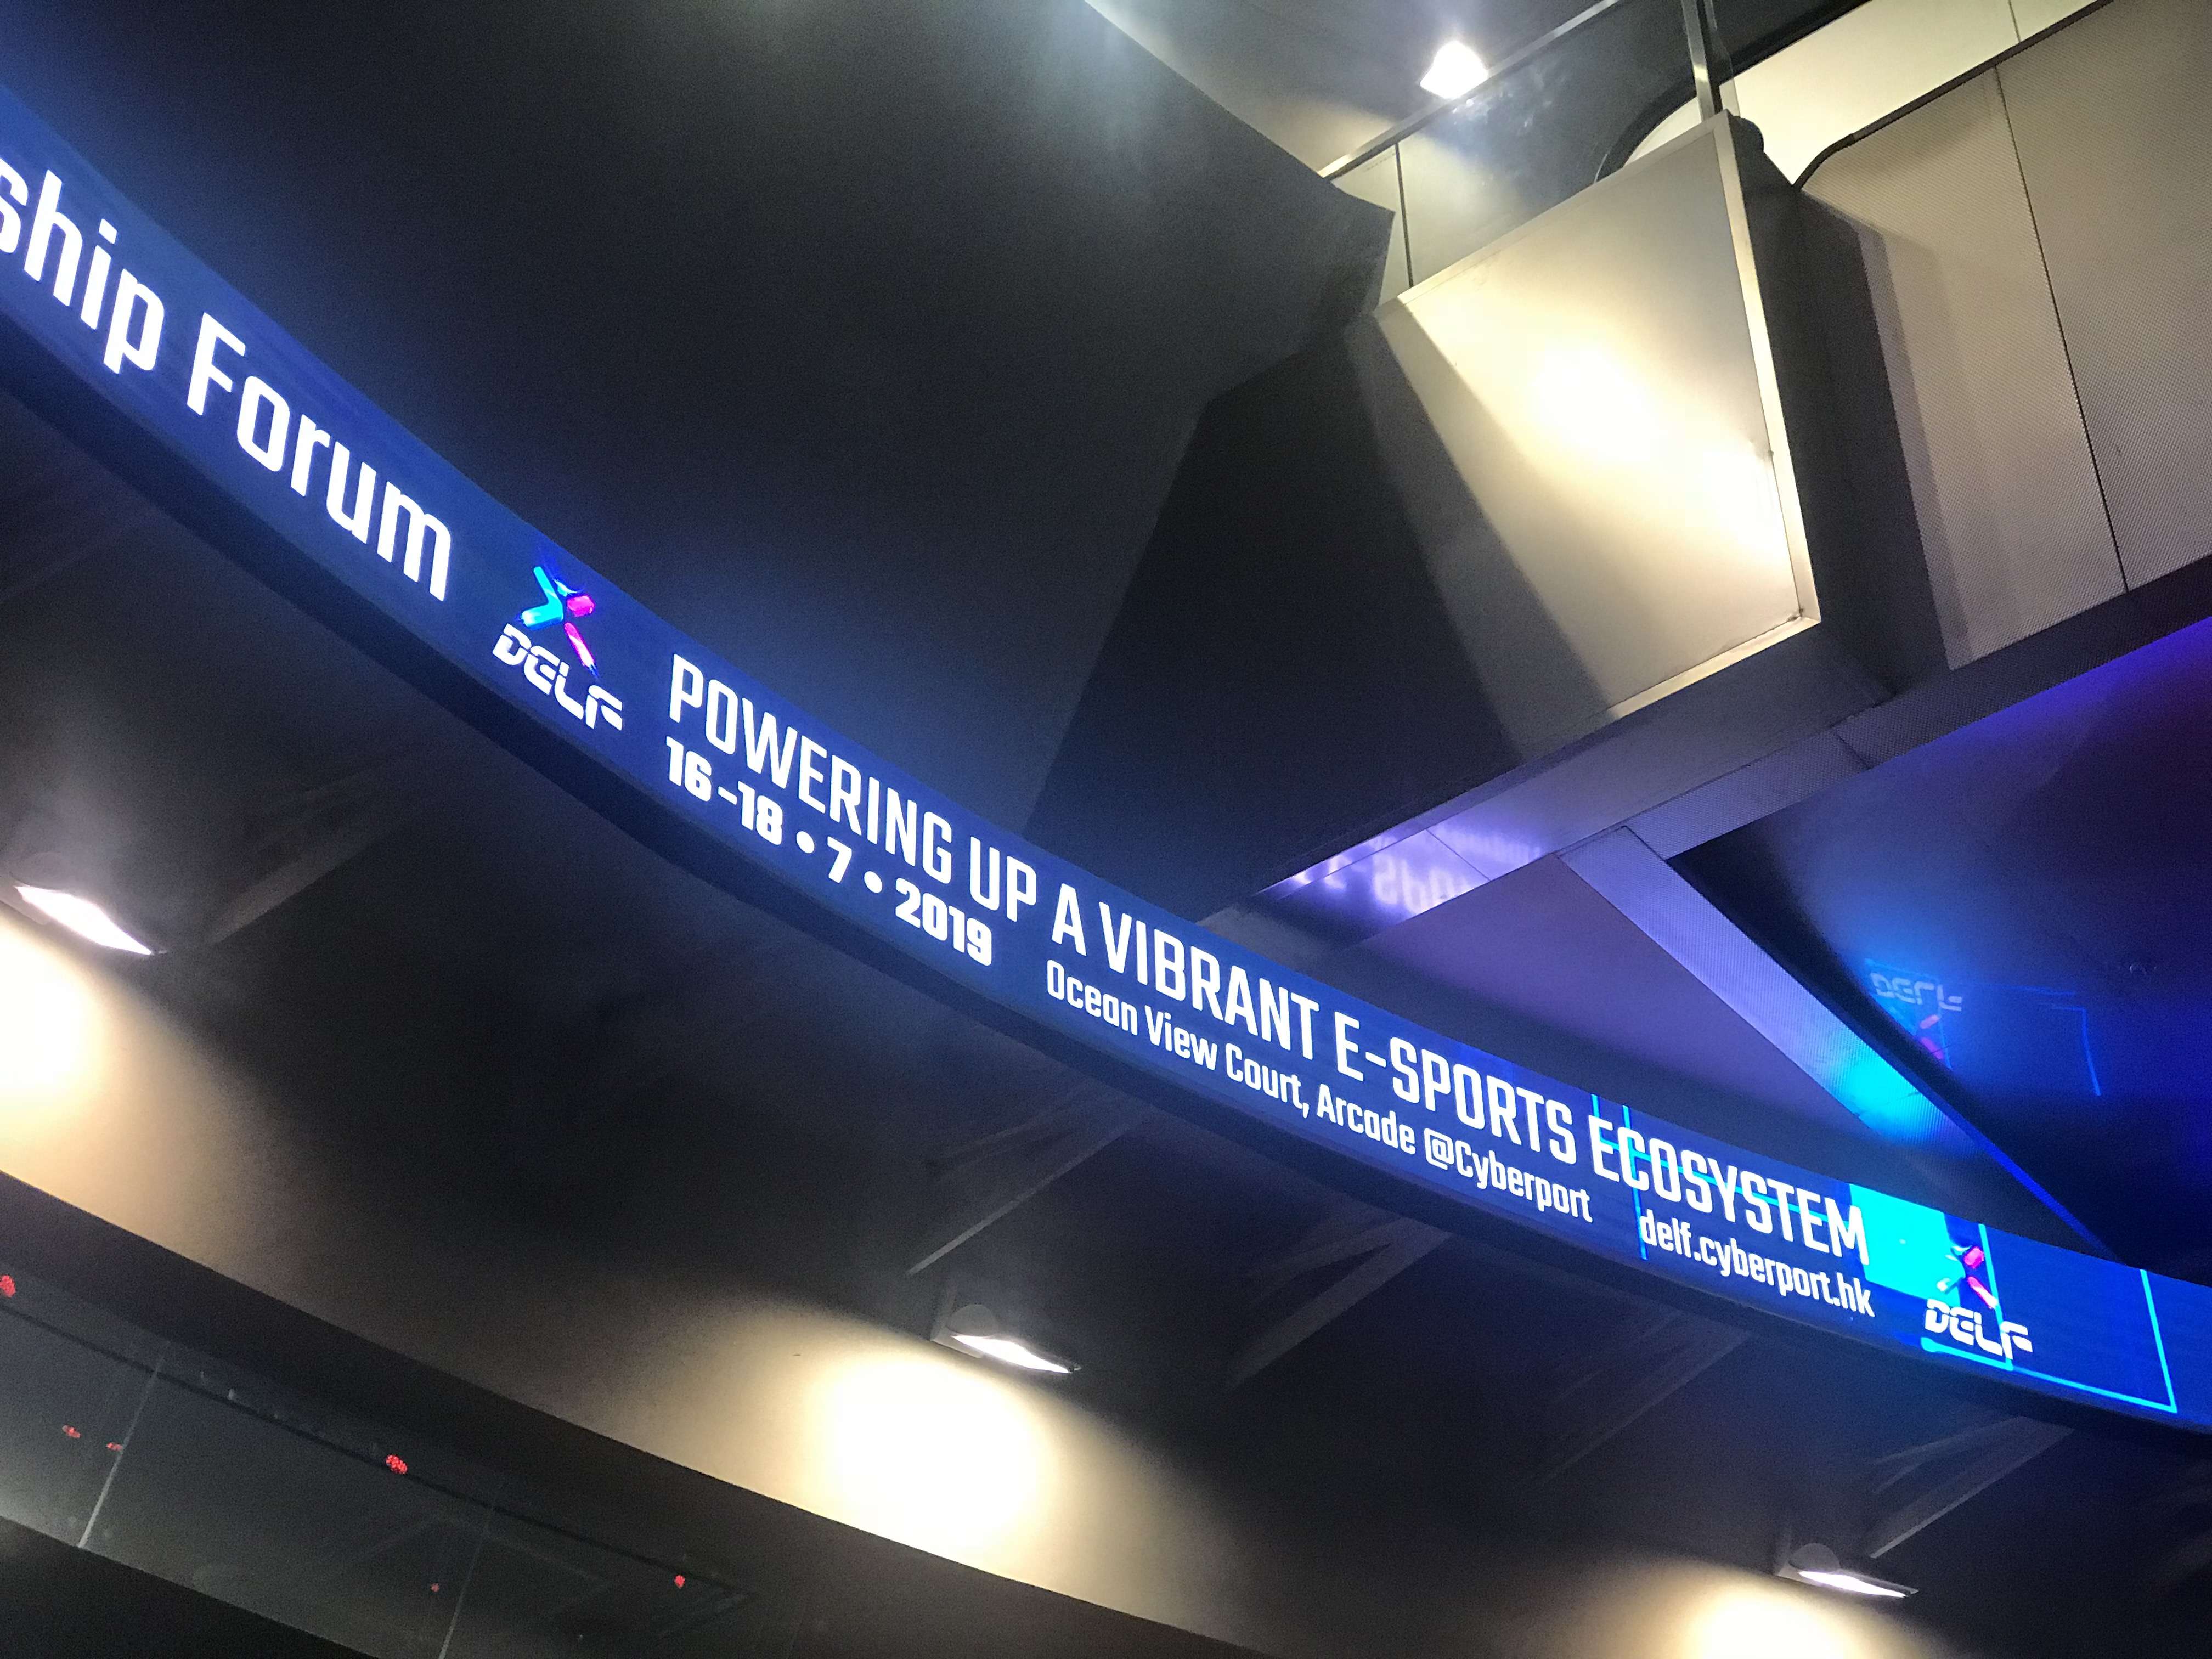 ship Forum
DELF
POWERING UP A VIBRANT E-SPORTS ECOSYSTEM
16-18 • 7 • 2019
Ocean View Court, Arcade @Cyberport
delf.cyberport.hk
DELF